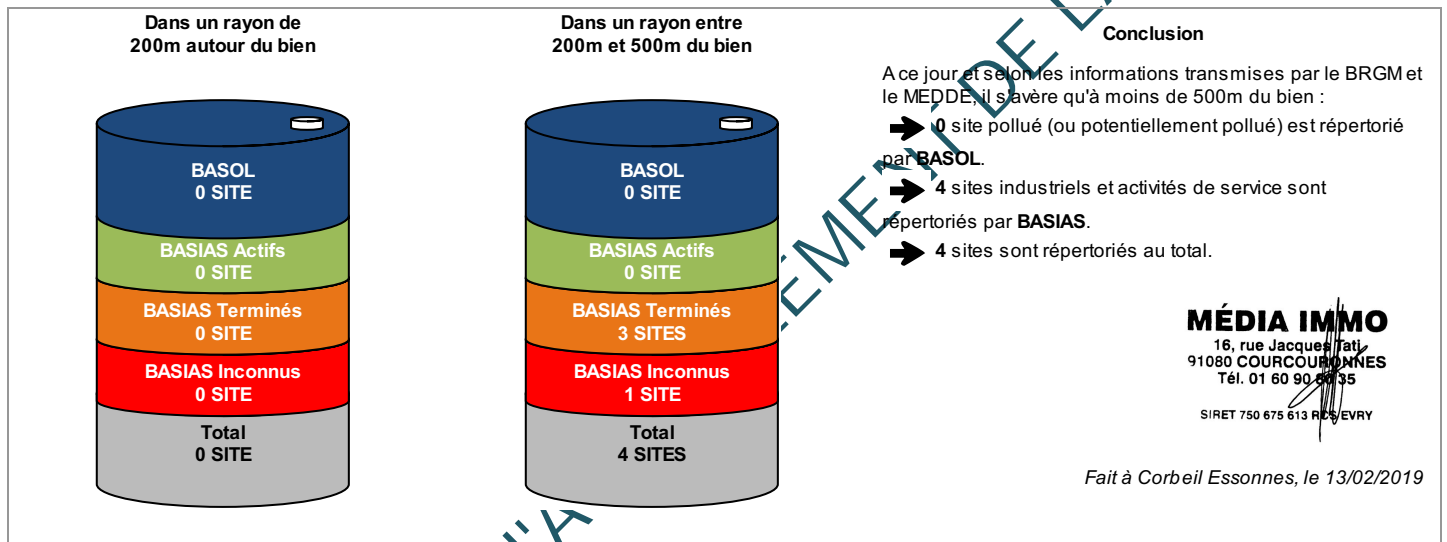 Dans un rayon de
200m autour du bien
BASOL
0 SITE
BASIAS Actifs
0 SITE
BASIAS Terminés
0 SITE
BASIAS Inconnus
0 SITE
Total
0 SITE
Dans un rayon entre
200m et 500m du bien
BASOL
0 SITE
BASIAS Actifs
0 SITE
BASIAS Terminés
3 SITES
BASIAS Inconnus
1 SITE
Total
4 SITES
Conclusion
A ce jour et selon les informations transmises par le BRGM et
le MEDDE, il s'avère qu'à moins de 500m du bien :
0 site pollué (ou potentiellement pollué) est répertorié
par BASOL.
4 sites industriels et activités de service sont
répertoriés par BASIAS.
4 sites sont répertoriés au total.
MÉDIA IMMO
16, rue Jacques Tati
91080 COURCOURONNES
Tél. 01 60 90 80 35
SIRET 750 675 613 RCS EVRY
Fait à Corbeil Essonnes, le 13/02/2019